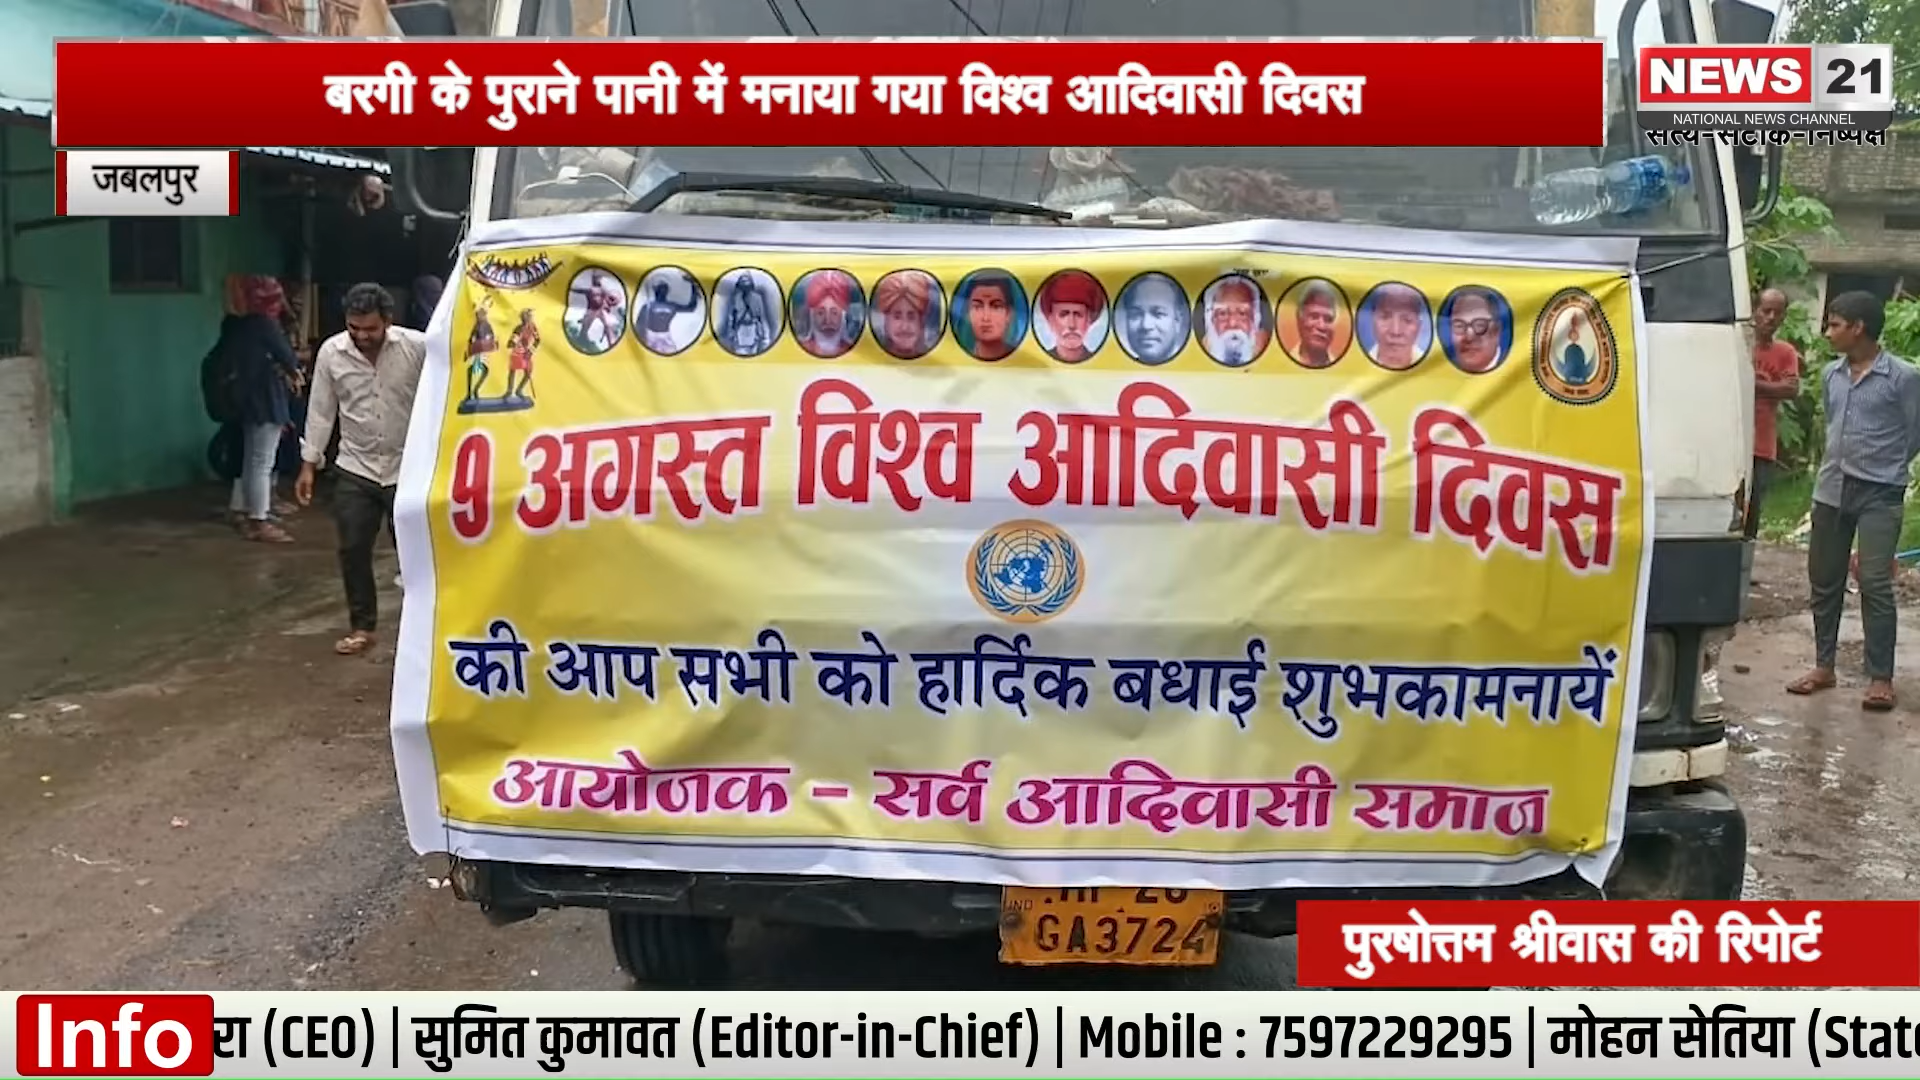 बरगी के पुराने पानी में मनाया गया विश्व आदिवासी दिवस
NEWS 21
NATIONAL NEWS CHANNEL
सत्य-सटीक-निष्पक्ष
जबलपुर
9 अगस्त विश्व आदिवासी दिवस
की आप सभी को हार्दिक बधाई शुभकामनायें
आयोजक - सर्व आदिवासी समाज
IND
GA3724
पुरषोत्तम श्रीवास की रिपोर्ट
Info रा (CEO) | सुमित कुमावत (Editor-in-Chief) | Mobile : 7597229295 | मोहन सेतिया (State